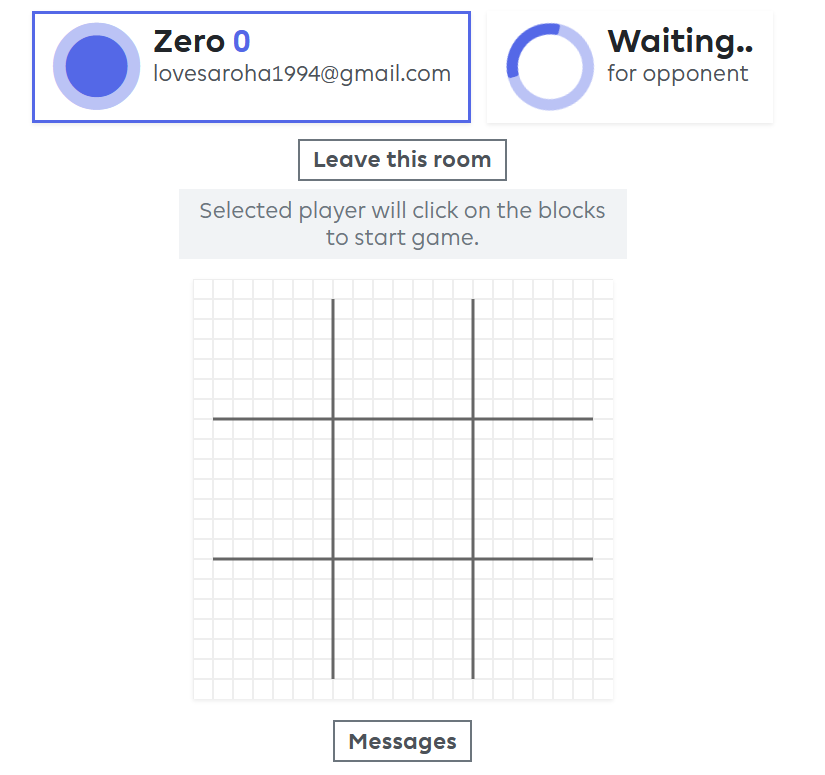 Zero 0
lovesaroha1994@gmail.com
Waiting..
for opponent
Leave this room
Selected player will click on the blocks
to start game.
Messages